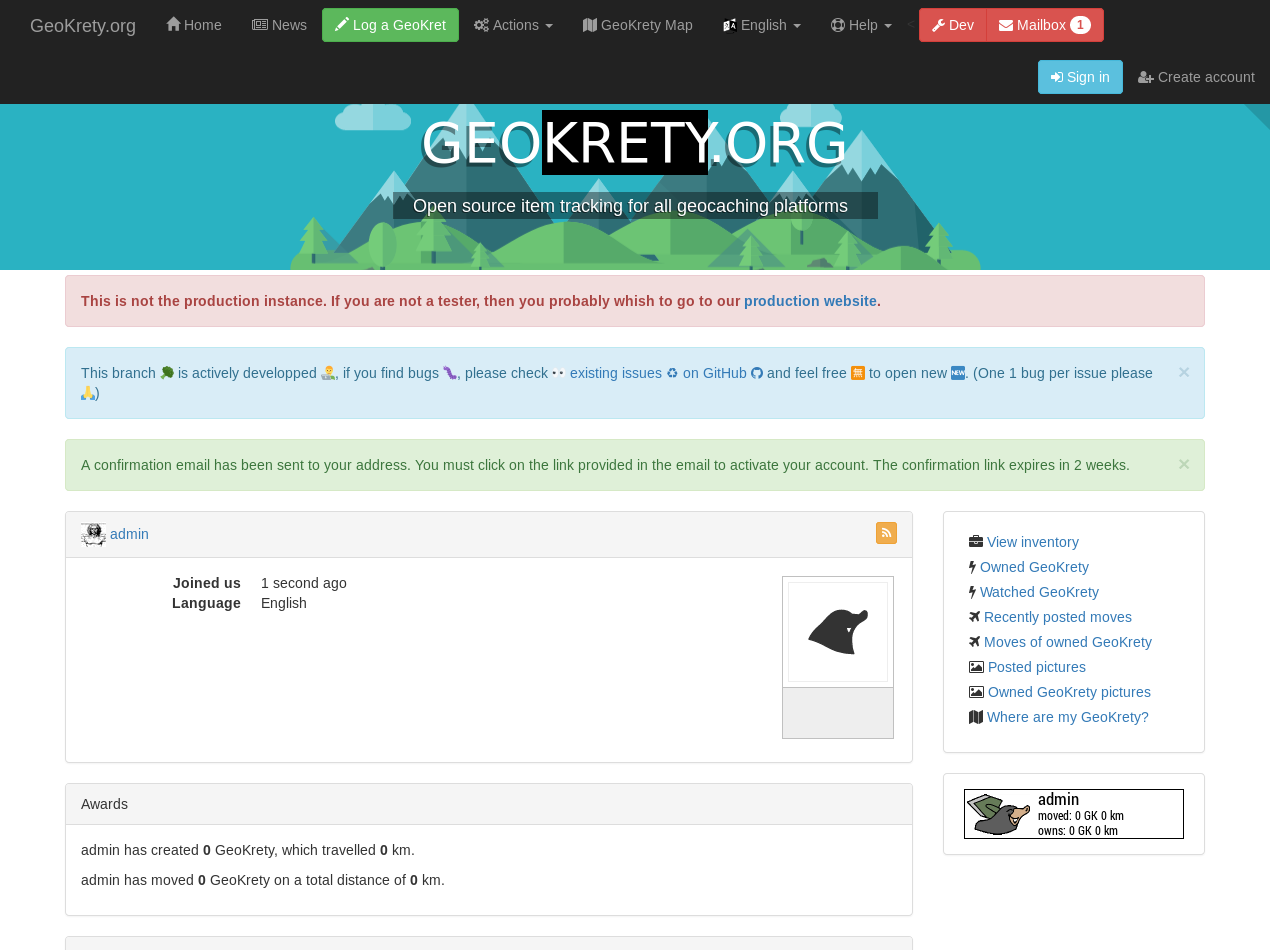 GeoKrety.org Home News Log a GeoKret Actions GeoKrety Map English Help Dev Mailbox 1
Sign in Create account
GEOKRETY.ORG
Open source item tracking for all geocaching platforms
This is not the production instance. If you are not a tester, then you probably whish to go to our production website.
This branch 🌳 is actively developped 👨‍💻, if you find bugs 🐛, please check 👀 existing issues ♻ on GitHub and feel free 🈚 to open new 🆕. (One 1 bug per issue please
🙏)
×
A confirmation email has been sent to your address. You must click on the link provided in the email to activate your account. The confirmation link expires in 2 weeks.
×
admin
Joined us 1 second ago
Language English
Awards
admin has created 0 GeoKrety, which travelled 0 km.
admin has moved 0 GeoKrety on a total distance of 0 km.
View inventory
Owned GeoKrety
Watched GeoKrety
Recently posted moves
Moves of owned GeoKrety
Posted pictures
Owned GeoKrety pictures
Where are my GeoKrety?
admin
moved: 0 GK 0 km
owns: 0 GK 0 km